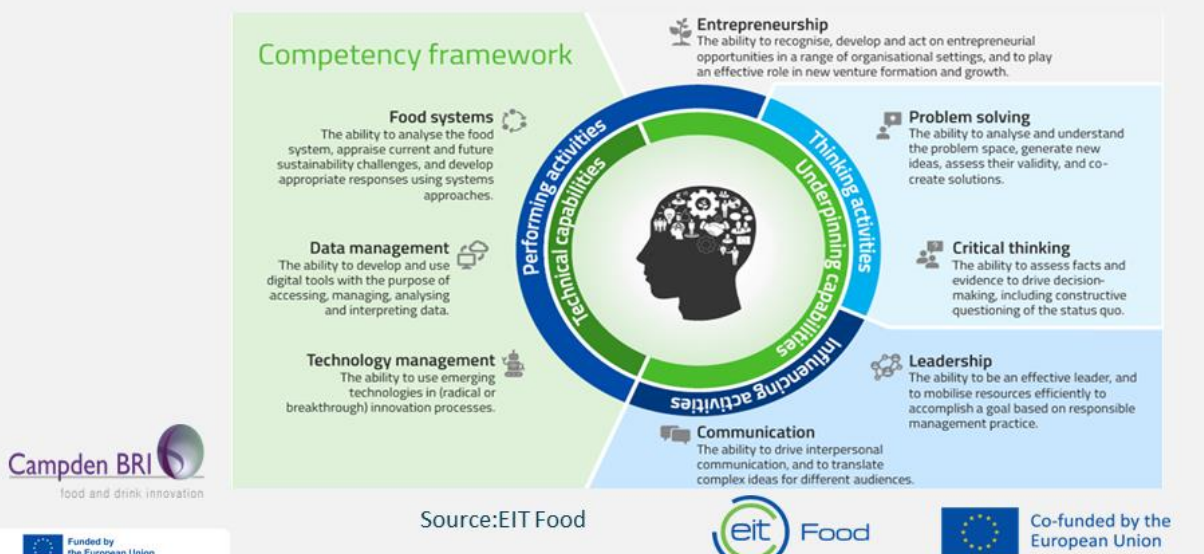 Competency framework
Entrepreneurship
The ability to recognise, develop and act on entrepreneurial
opportunities in a range of organisational settings, and to play
an effective role in new venture formation and growth.
Food systems
The ability to analyse the food
system, appraise current and future
sustainability challenges, and develop
appropriate responses using systems
approaches.
Data management
The ability to develop and use
digital tools with the purpose of
accessing, managing, analysing
and interpreting data.
Technology management
The ability to use emerging
technologies in (radical or
breakthrough) innovation processes.
Performing activities
Technical capabilities
Thinking activities
Underpinning capabilities
Influencing activities
Problem solving
The ability to analyse and understand
the problem space, generate new
ideas, assess their validity, and co-
create solutions.
Critical thinking
The ability to assess facts and
evidence to drive decision-
making, including constructive
questioning of the status quo.
Leadership
The ability to be an effective leader, and
to mobilise resources efficiently to
accomplish a goal based on responsible
management practice.
Communication
The ability to drive interpersonal
communication, and to translate
complex ideas for different audiences.
Campden BRI
food and drink innovation
Source:EIT Food
eit Food
Co-funded by the
European Union
Funded by
the European Union